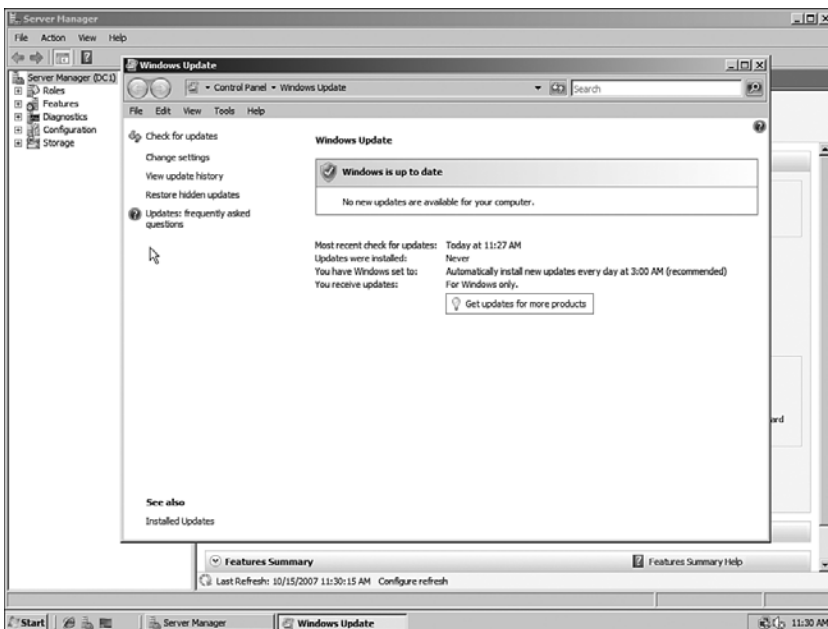 Server Manager
File Action View Help
Server Manager (DC1)
Roles
Features
Diagnostics
Configuration
Storage
Windows Update
Control Panel Windows Update
Search
File Edit View Tools Help
Check for updates
Change settings
View update history
Restore hidden updates
Updates: frequently asked
questions
See also
Installed Updates
Windows Update
Windows is up to date
No new updates are available for your computer.
Most recent check for updates: Today at 11:27 AM
Updates were installed: Never
You have Windows set to: Automatically install new updates every day at 3:00 AM (recommended)
You receive updates: For Windows only.
Get updates for more products
ard
Features Summary Features Summary Help
Last Refresh: 10/15/2007 11:30:15 AM Configure refresh
Start Server Manager Windows Update 11:30 AM